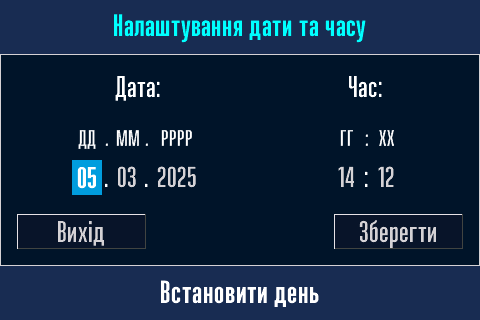 Налаштування дати та часу
Дата: Час:
ДД . ММ . РРРР ГГ : ХХ
05 . 03 . 2025 14 : 12
Вихід Зберегти
Встановити день